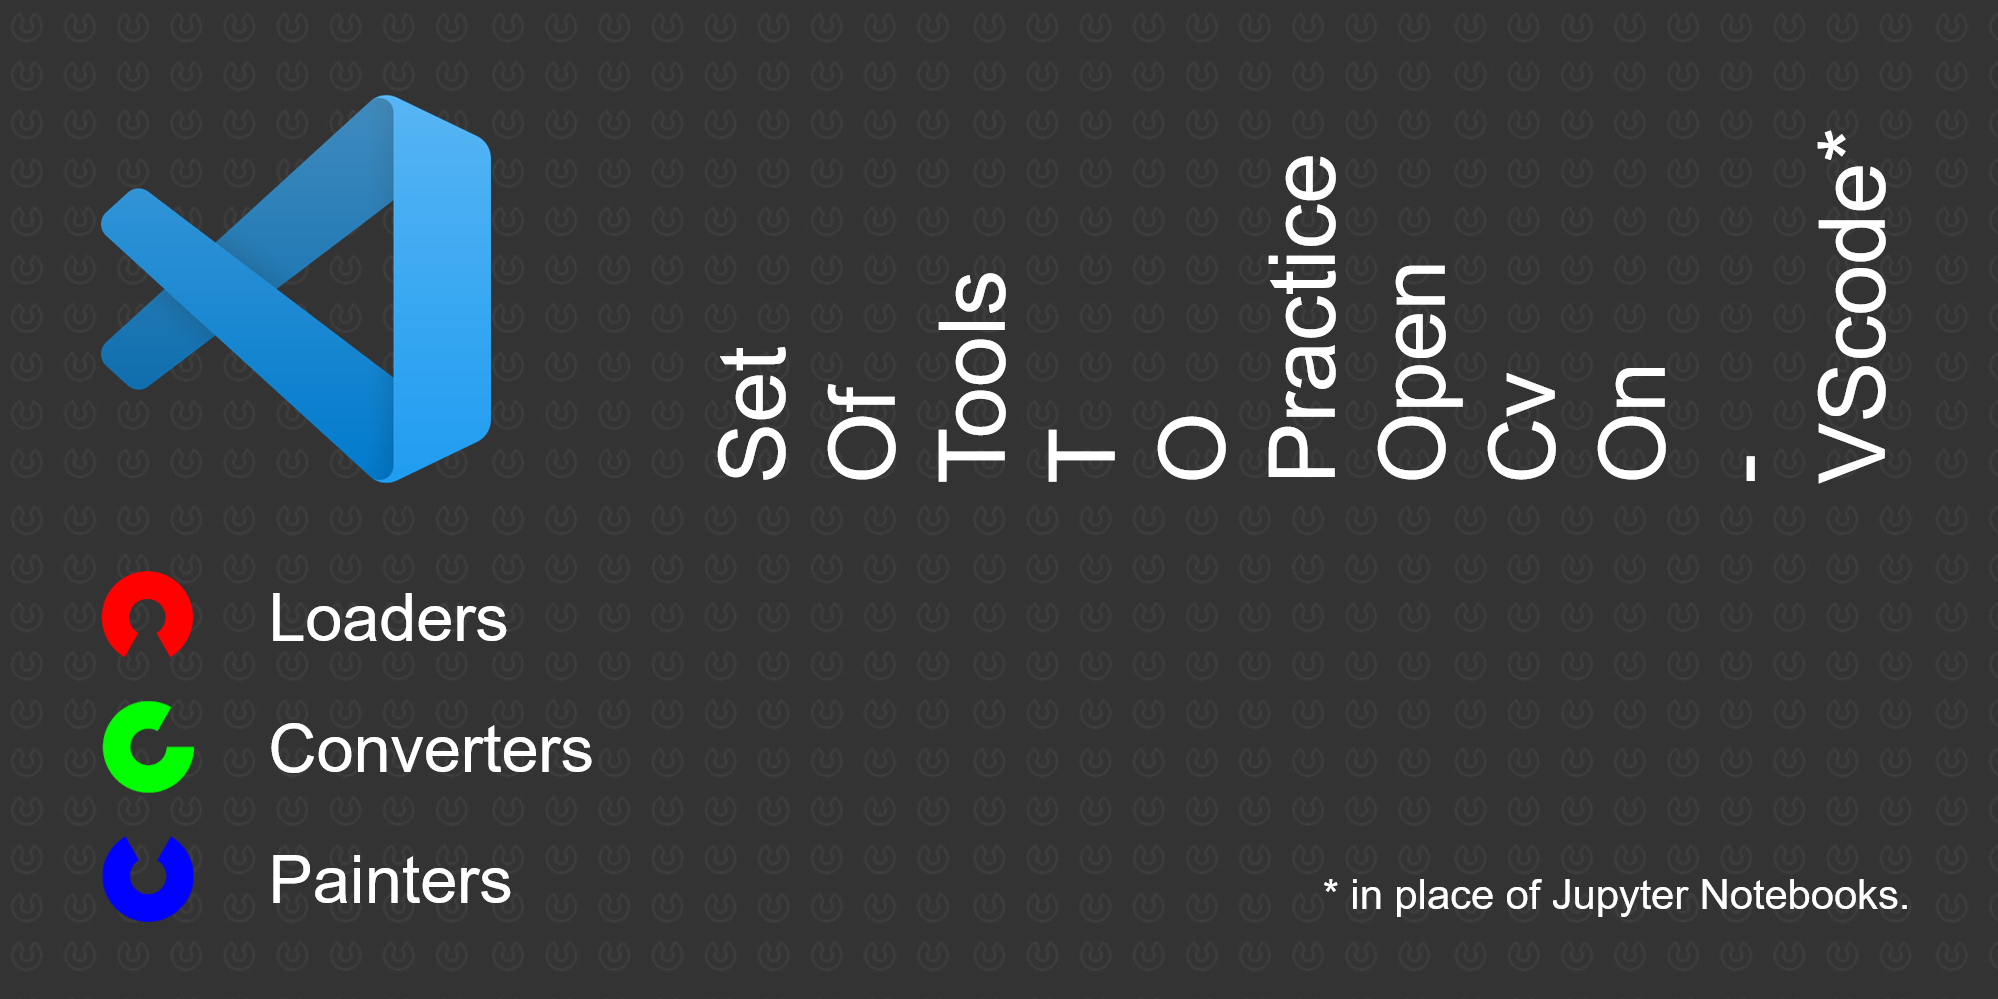 Set
Of
Tools
T
O
Practice
Open
Cv
On
-
VScode*
Loaders
Converters
Painters
* in place of Jupyter Notebooks.